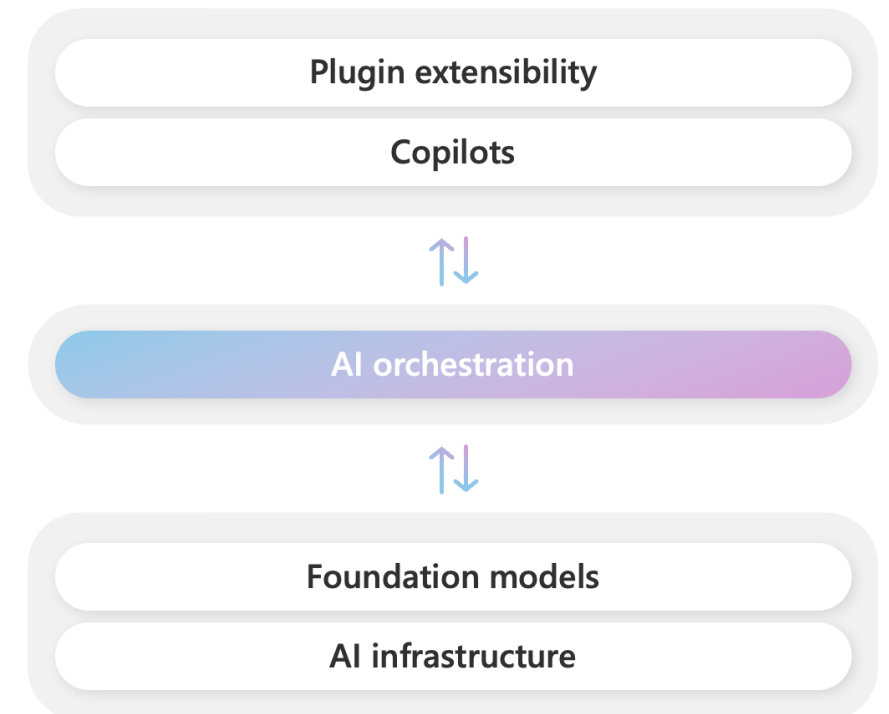 Plugin extensibility
Copilots
AI orchestration
Foundation models
AI infrastructure